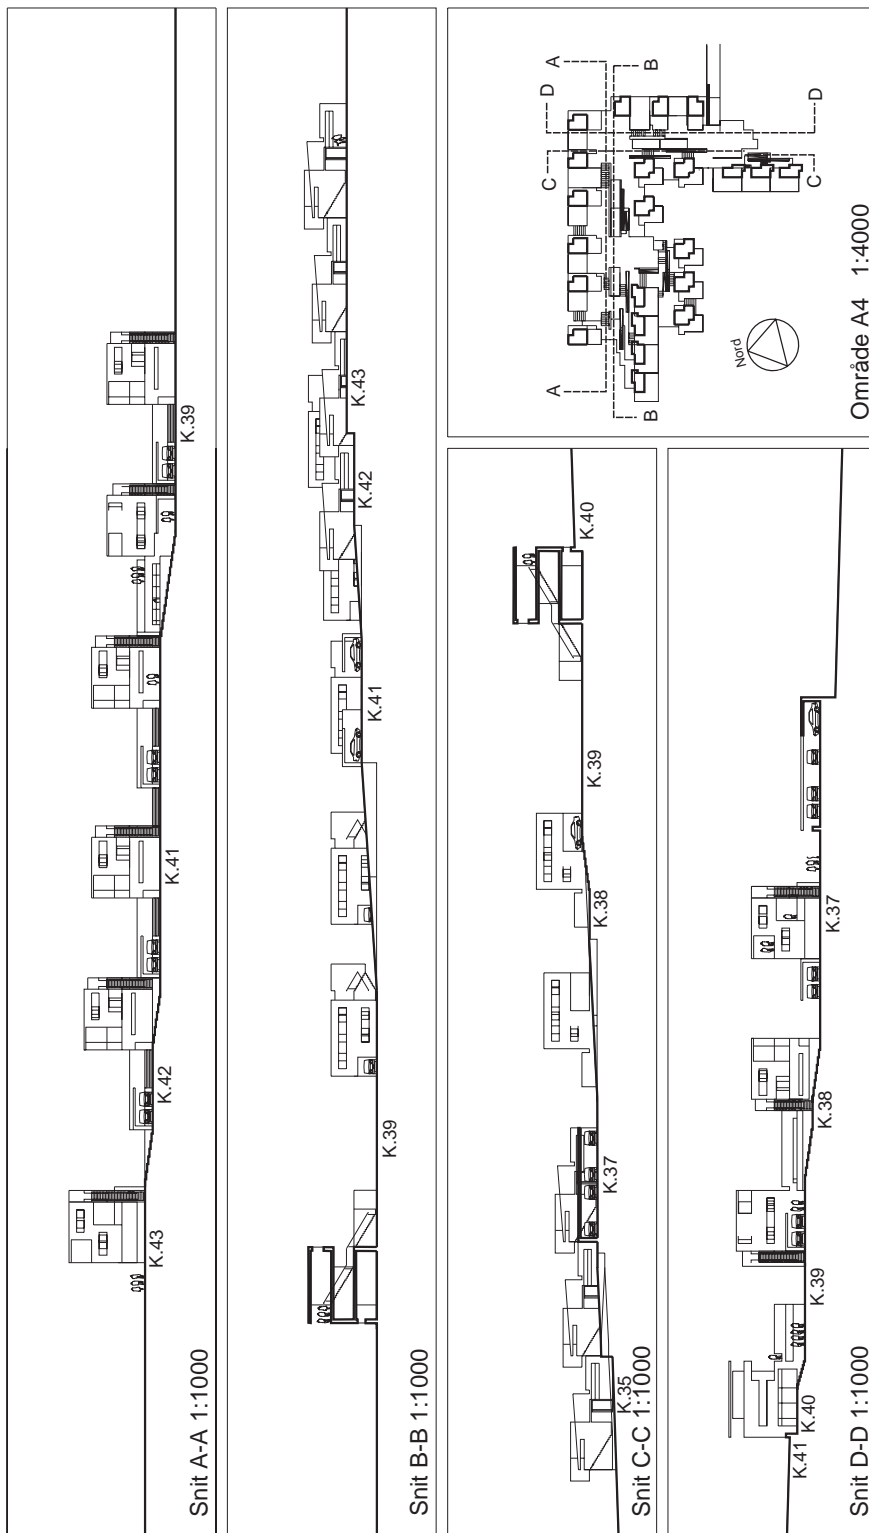 Snit A-A 1:1000
K.43
K.42
K.41
K.39
Snit B-B 1:1000
K.39
K.41
K.42
K.43
Snit C-C 1:1000
K.35
K.37
K.38
K.39
K.40
Snit D-D 1:1000
K.41
K.40
K.39
K.38
K.37
Område A4 1:4000
Nord
A
A
B
B
C
C
D
D